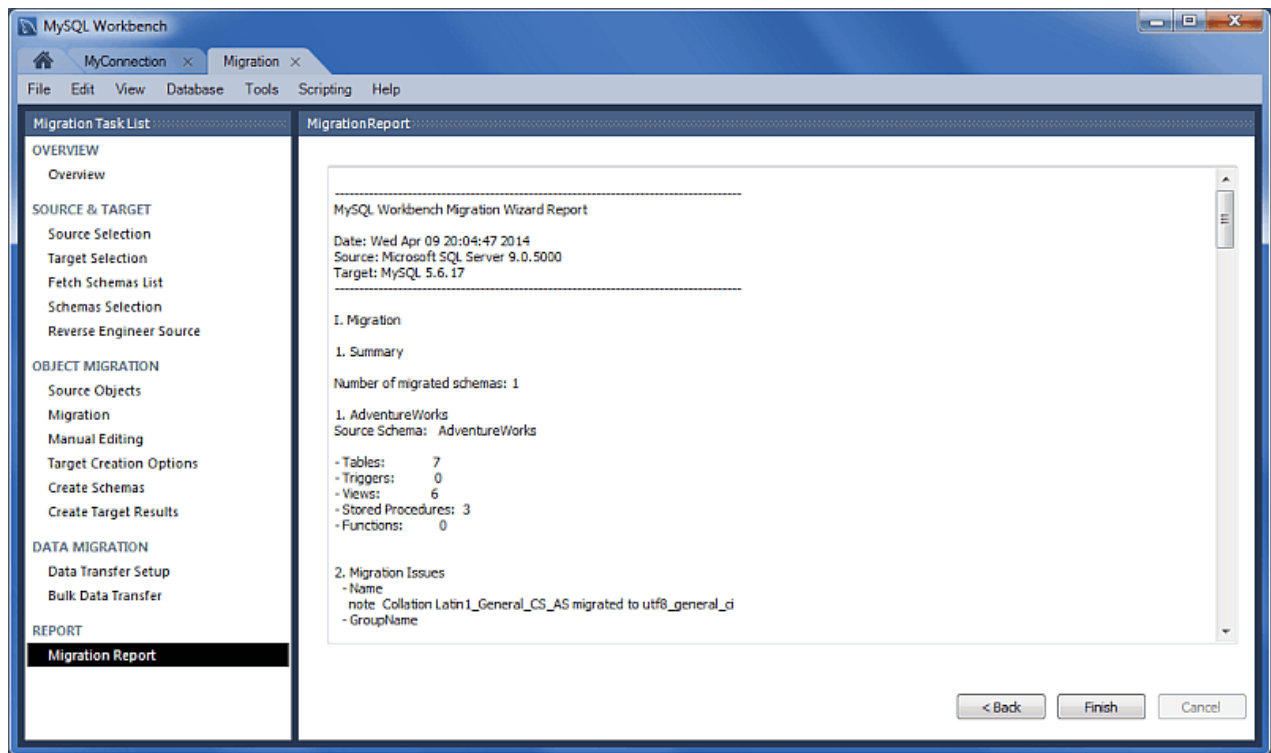 MySQL Workbench
MyConnection
Migration
File Edit View Database Tools Scripting Help
Migration Task List
OVERVIEW
Overview
SOURCE & TARGET
Source Selection
Target Selection
Fetch Schemas List
Schemas Selection
Reverse Engineer Source
OBJECT MIGRATION
Source Objects
Migration
Manual Editing
Target Creation Options
Create Schemas
Create Target Results
DATA MIGRATION
Data Transfer Setup
Bulk Data Transfer
REPORT
Migration Report
MigrationReport
MySQL Workbench Migration Wizard Report
Date: Wed Apr 09 20:04:47 2014
Source: Microsoft SQL Server 9.0.5000
Target: MySQL 5.6.17
I. Migration
1. Summary
Number of migrated schemas: 1
1. AdventureWorks
Source Schema: AdventureWorks
- Tables: 7
- Triggers: 0
- Views: 6
- Stored Procedures: 3
- Functions: 0
2. Migration Issues
- Name
note Collation Latin1_General_CS_AS migrated to utf8_general_ci
- GroupName
< Back Finish Cancel